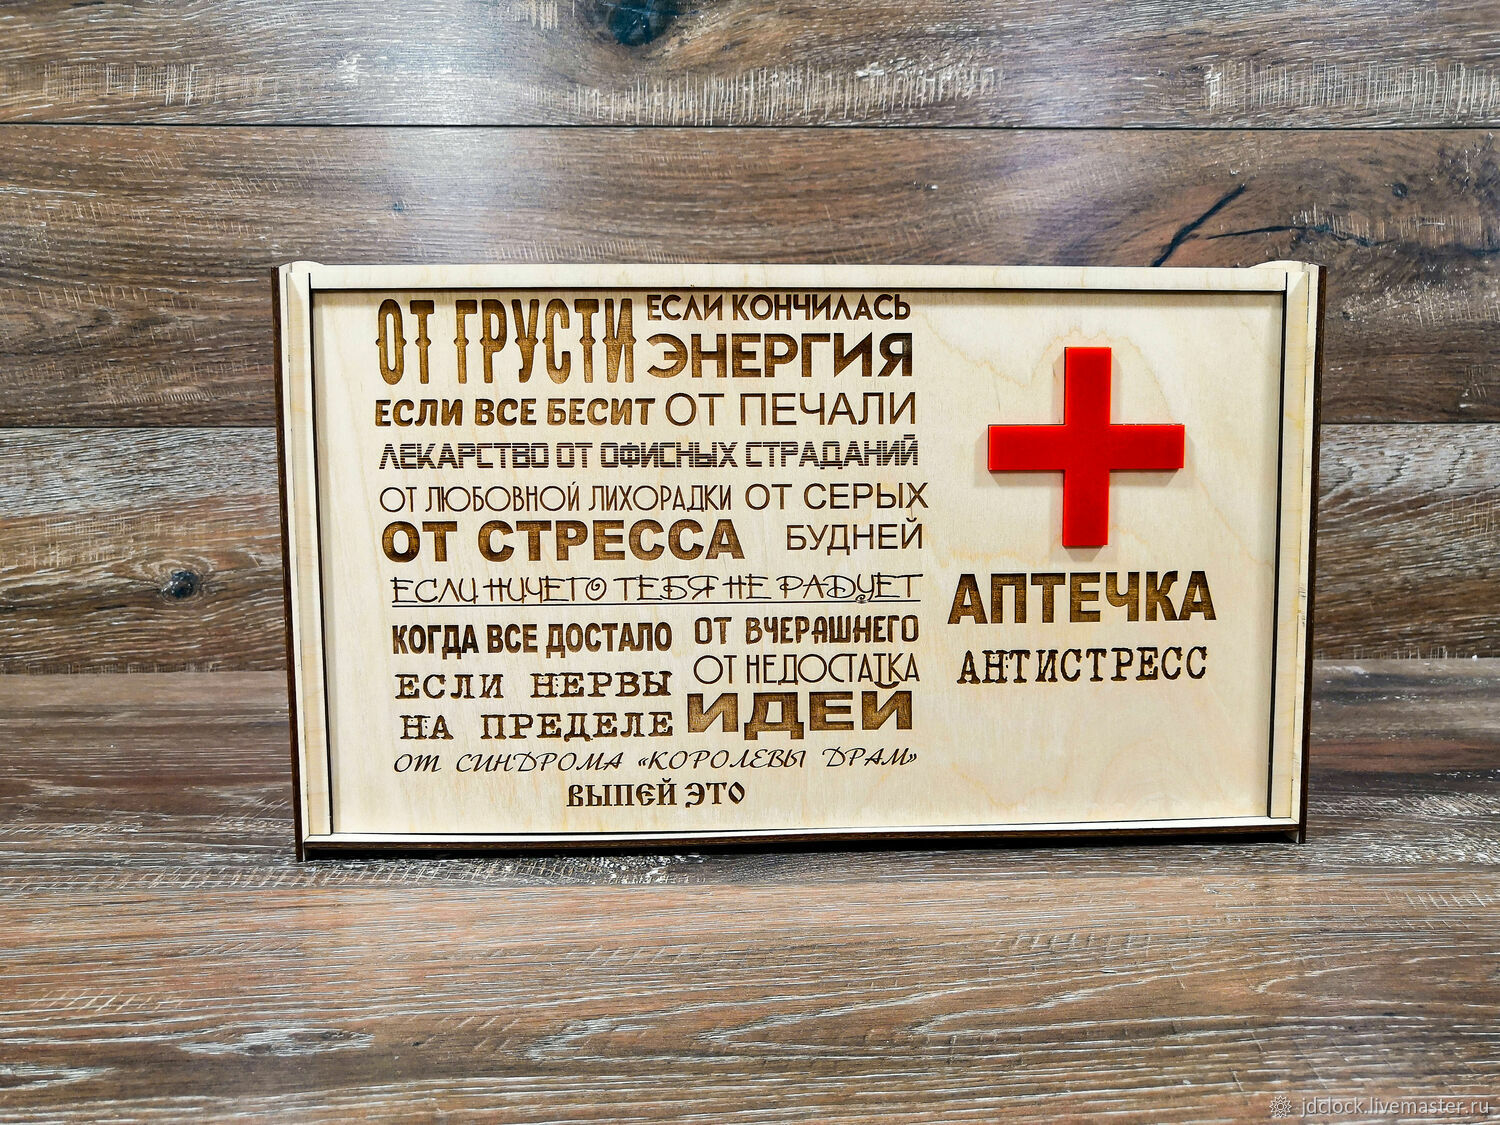 ОТ ГРУСТИ
ЕСЛИ КОНЧИЛАСЬ
ЭНЕРГИЯ
ЕСЛИ ВСЕ БЕСИТ
ОТ ПЕЧАЛИ
ЛЕКАРСТВО ОТ ОФИСНЫХ СТРАДАНИЙ
ОТ ЛЮБОВНОЙ ЛИХОРАДКИ
ОТ СЕРЫХ
БУДНЕЙ
ОТ СТРЕССА
ЕСЛИ НИЧЕГО ТЕБЯ НЕ РАДУЕТ
КОГДА ВСЕ ДОСТАЛО
ОТ ВЧЕРАШНЕГО
ЕСЛИ НЕРВЫ
НА ПРЕДЕЛЕ
ОТ НЕДОСТАТКА
ИДЕЙ
ОТ СИНДРОМА «КОРОЛЕВЫ ДРАМ»
ВЫПЕЙ ЭТО
АПТЕЧКА
АНТИСТРЕСС
jdclock.livemaster.ru